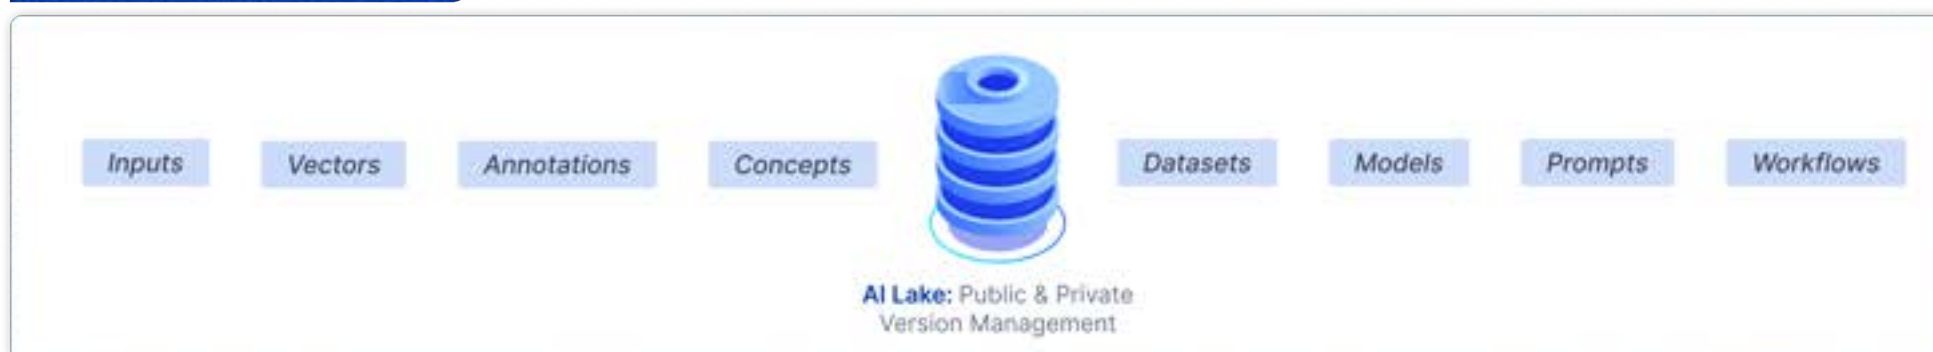 Inputs Vectors Annotations Concepts Datasets Models Prompts Workflows
AI Lake: Public & Private
Version Management